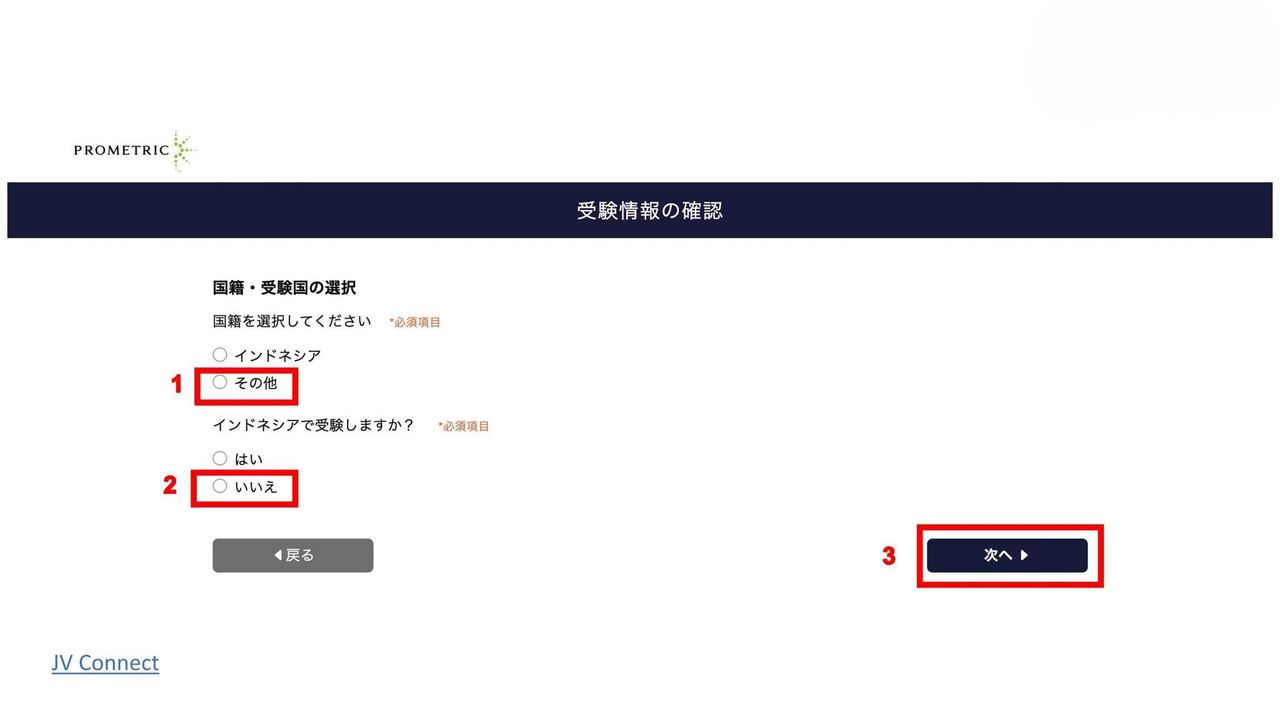 PROMETRIC
受験情報の確認
国籍・受験国の選択
国籍を選択してください *必須項目
インドネシア
1 その他
インドネシアで受験しますか？ *必須項目
はい
2 いいえ
戻る 3 次へ
JV Connect